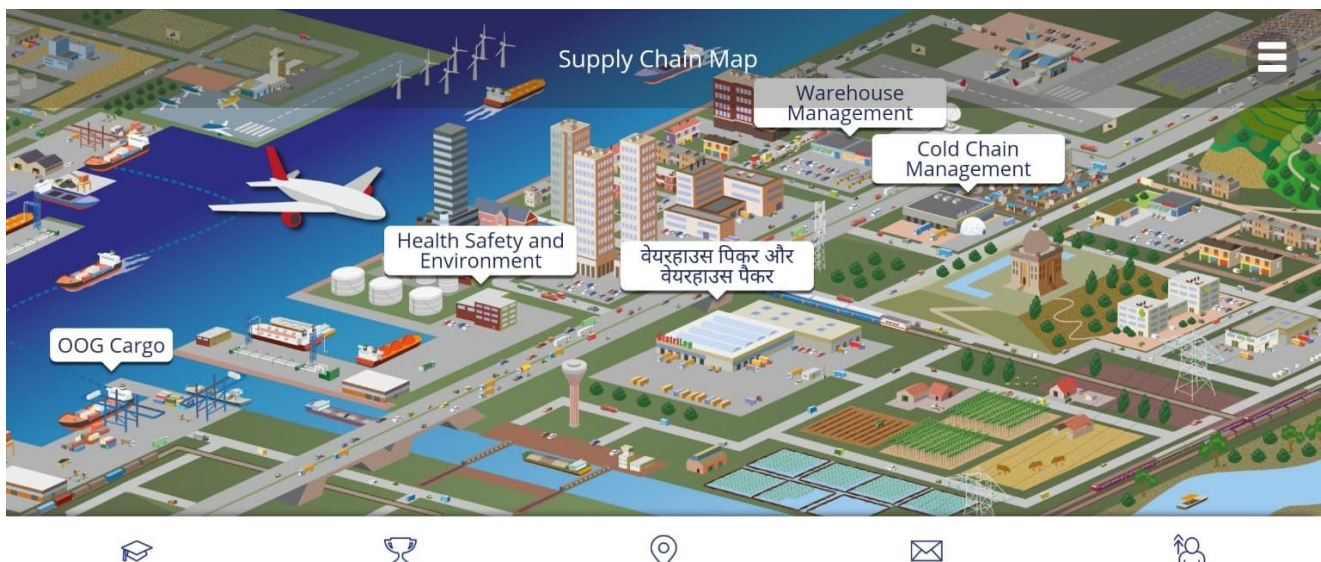 Supply Chain Map
Warehouse
Management
Cold Chain
Management
Health Safety and
Environment
वेयरहाउस पिकर और
वेयरहाउस पैकर
distriLog
OOG Cargo